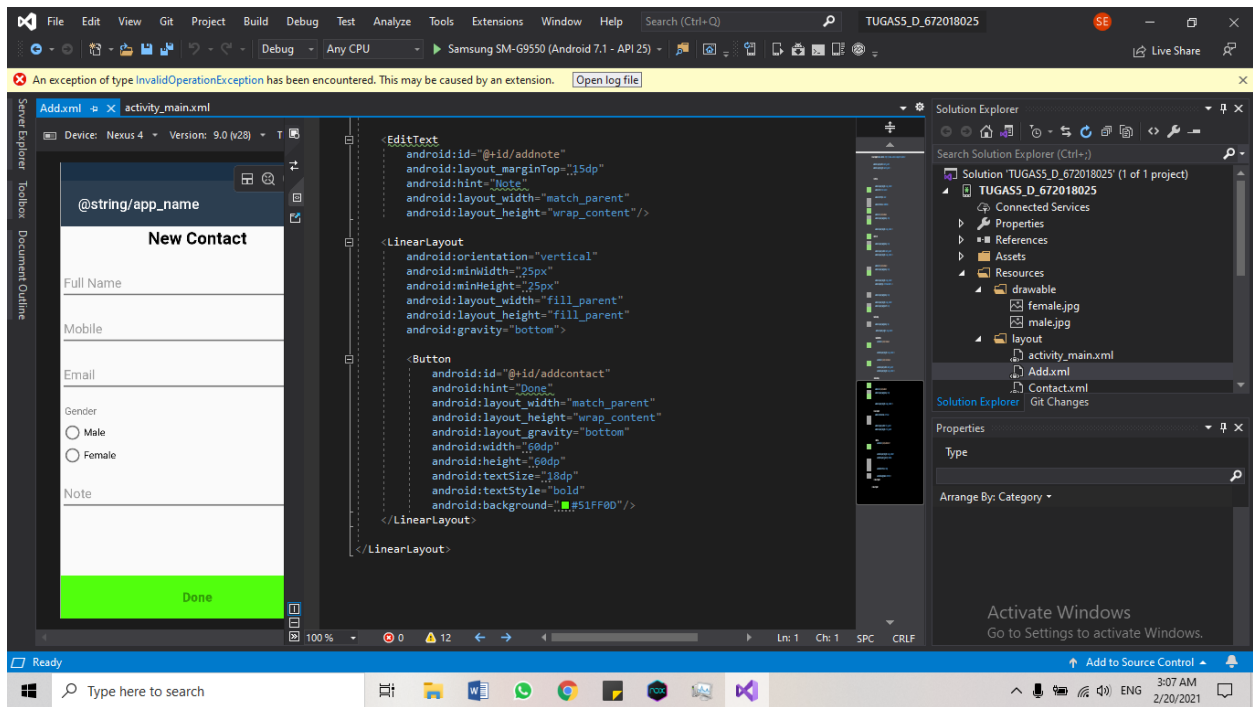 File Edit View Git Project Build Debug Test Analyze Tools Extensions Window Help Search (Ctrl+Q) TUGAS5_D_672018025 SE
Debug Any CPU Samsung SM-G9550 (Android 7.1 - API 25) Live Share
An exception of type InvalidOperationException has been encountered. This may be caused by an extension. Open log file
Server Explorer
Toolbox
Document Outline
Add.xml activity_main.xml
Device: Nexus 4 Version: 9.0 (v28) T
@string/app_name
New Contact
Full Name
Mobile
Email
Gender
Male
Female
Note
Done
<EditText
android:id="@+id/addnote"
android:layout_marginTop="15dp"
android:hint="Note"
android:layout_width="match_parent"
android:layout_height="wrap_content"/>
<LinearLayout
android:orientation="vertical"
android:minWidth="25px"
android:minHeight="25px"
android:layout_width="fill_parent"
android:layout_height="fill_parent"
android:gravity="bottom">
<Button
android:id="@+id/addcontact"
android:hint="Done"
android:layout_width="match_parent"
android:layout_height="wrap_content"
android:layout_gravity="bottom"
android:width="60dp"
android:height="60dp"
android:textSize="18dp"
android:textStyle="bold"
android:background="#51FF0D"/>
</LinearLayout>
</LinearLayout>
100 % 0 12 Ln: 1 Ch: 1 SPC CRLF
Solution Explorer
Search Solution Explorer (Ctrl+;)
Solution 'TUGAS5_D_672018025' (1 of 1 project)
TUGAS5_D_672018025
Connected Services
Properties
References
Assets
Resources
drawable
female.jpg
male.jpg
layout
activity_main.xml
Add.xml
Contact.xml
Solution Explorer Git Changes
Properties
Type
Arrange By: Category
Activate Windows
Go to Settings to activate Windows.
Ready Add to Source Control
Type here to search ENG 3:07 AM
2/20/2021